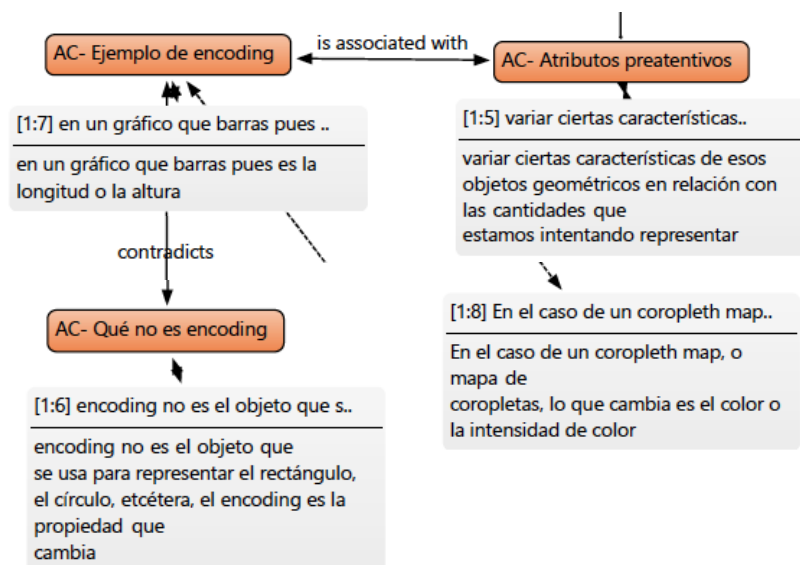 AC- Ejemplo de encoding
is associated with
AC- Atributos preatentivos
[1:7] en un gráfico que barras pues ..
en un gráfico que barras pues es la
longitud o la altura
[1:5] variar ciertas características..
variar ciertas características de esos
objetos geométricos en relación con
las cantidades que
estamos intentando representar
contradicts
AC- Qué no es encoding
[1:8] En el caso de un coropleth map..
En el caso de un coropleth map, o
mapa de
coropletas, lo que cambia es el color o
la intensidad de color
[1:6] encoding no es el objeto que s..
encoding no es el objeto que
se usa para representar el rectángulo,
el círculo, etcétera, el encoding es la
propiedad que
cambia